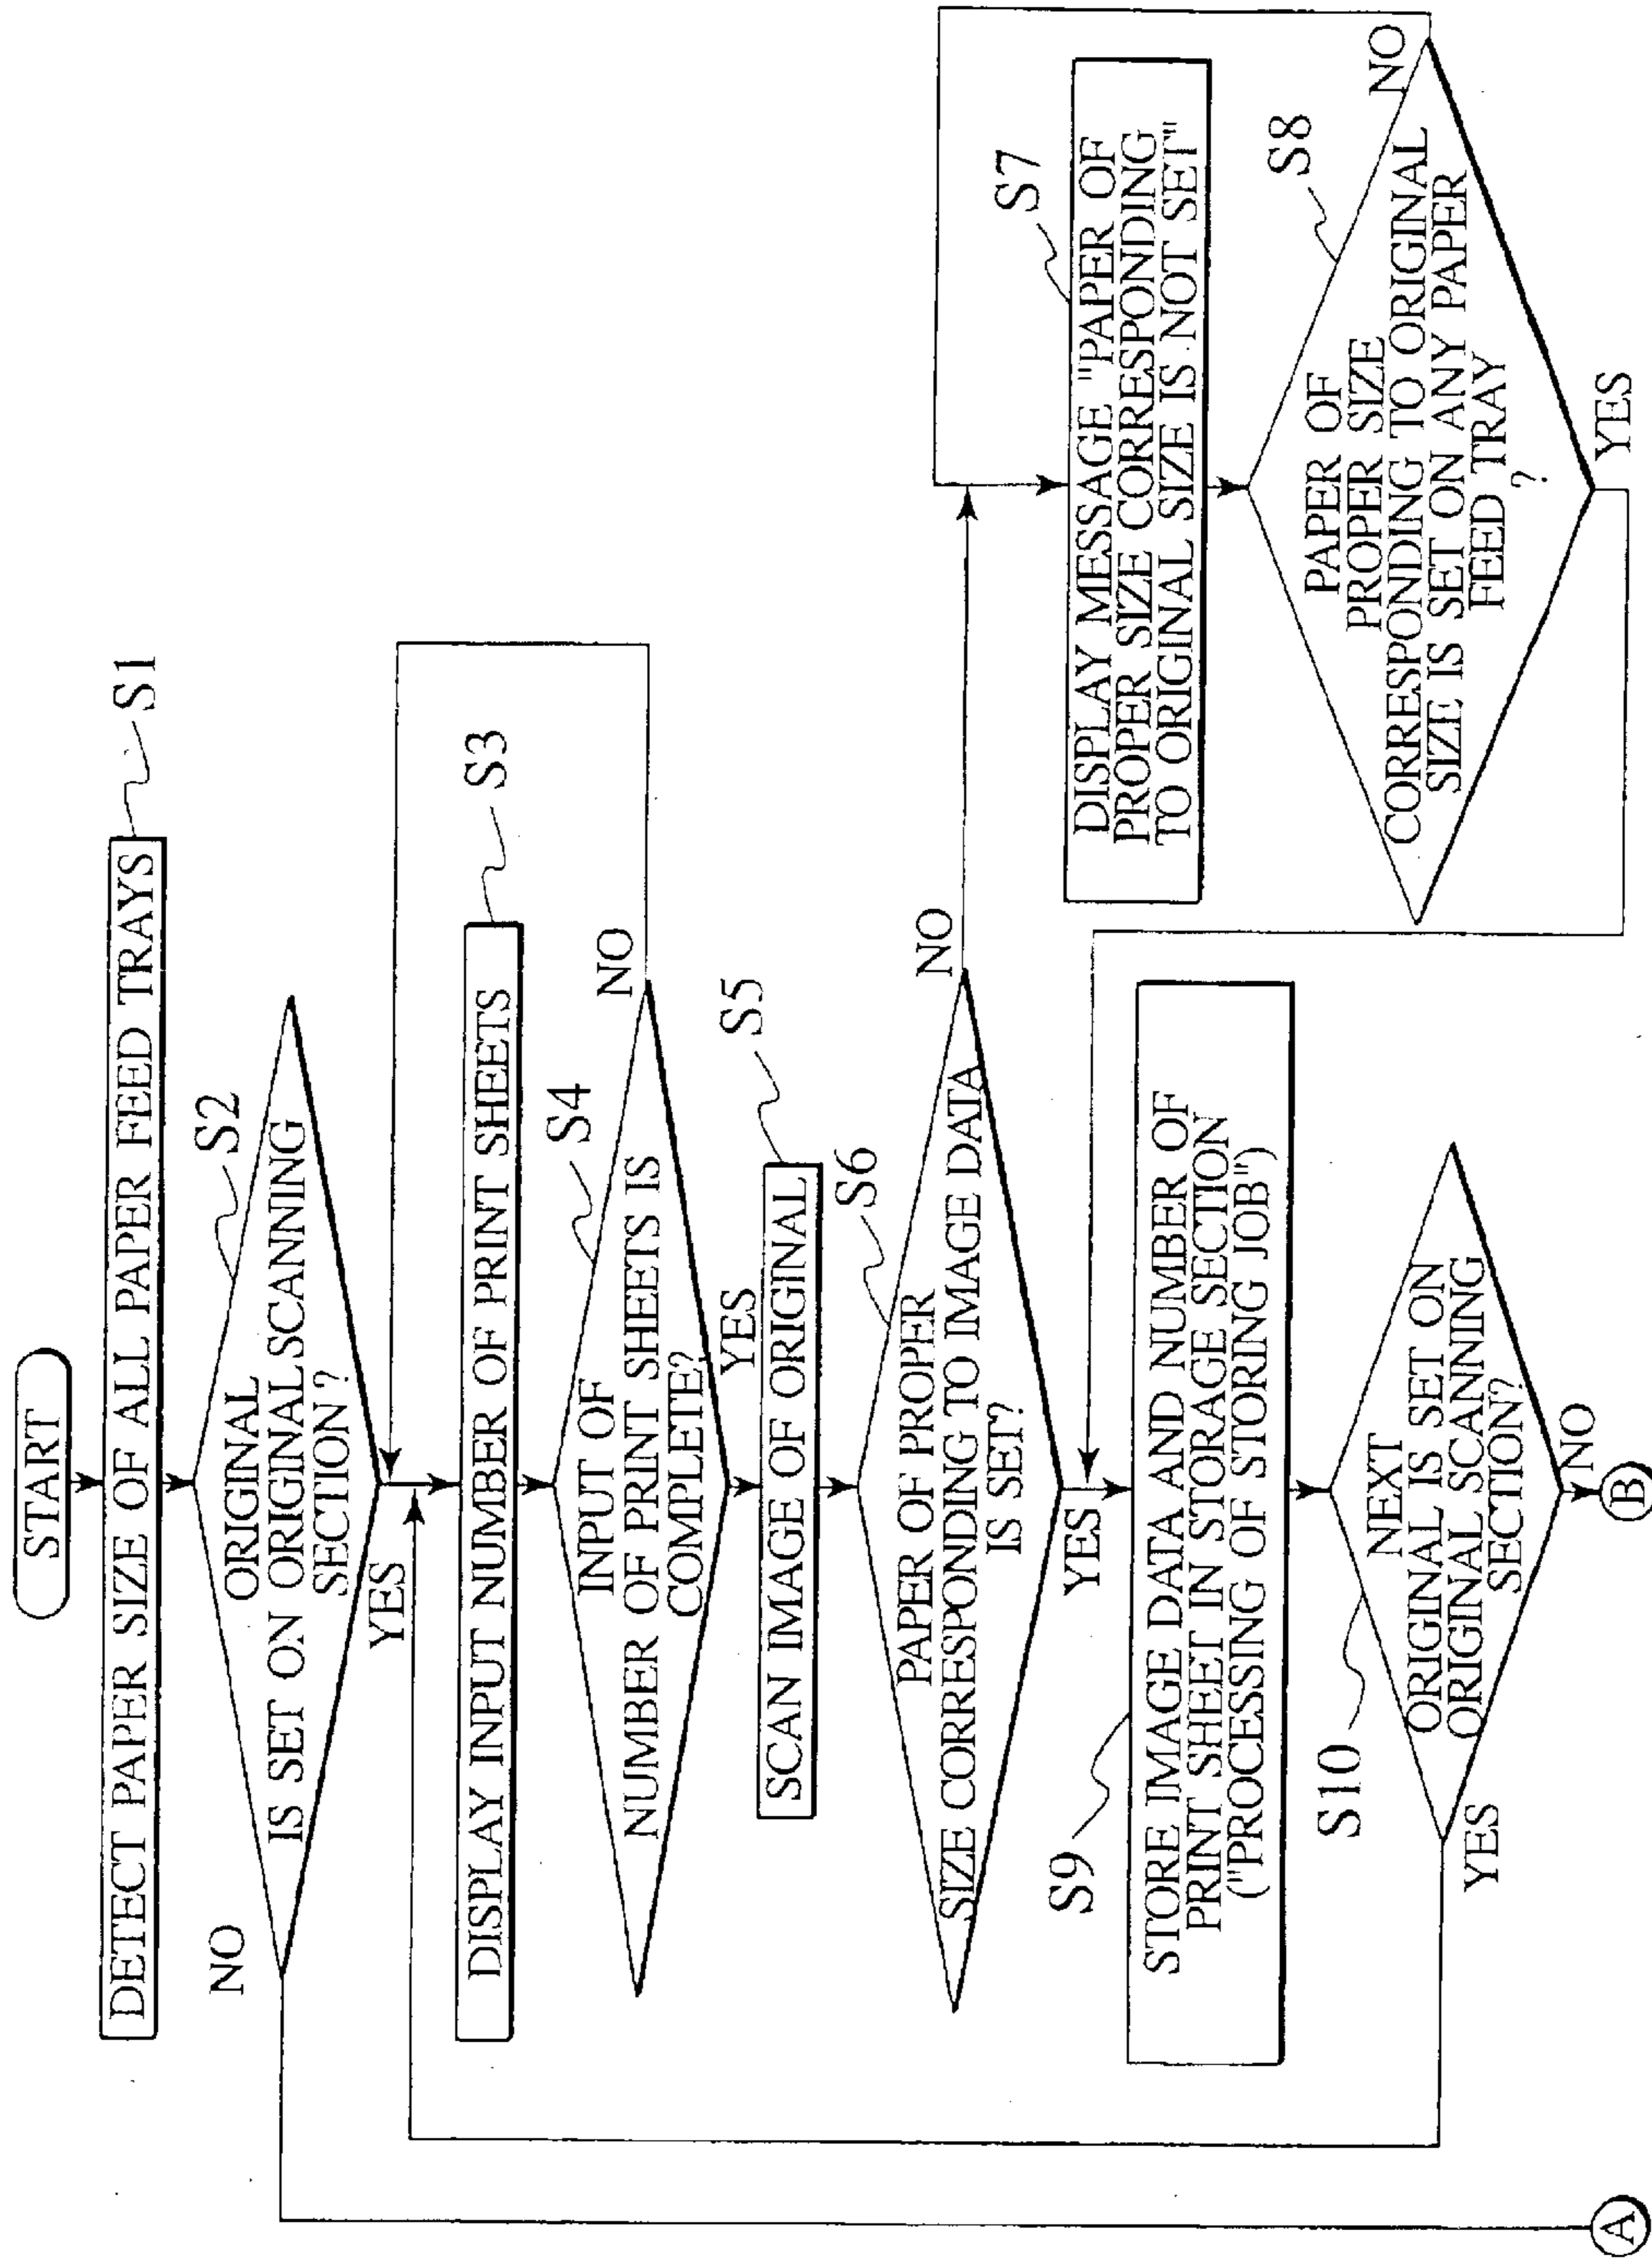 START
DETECT PAPER SIZE OF ALL PAPER FEED TRAYS
S1
ORIGINAL
IS SET ON ORIGINAL SCANNING
SECTION ?
S2
NO
YES
DISPLAY INPUT NUMBER OF PRINT SHEETS
S3
INPUT OF
NUMBER OF PRINT SHEETS IS
COMPLETE?
S4
NO
YES
SCAN IMAGE OF ORIGINAL
S5
PAPER OF PROPER
SIZE CORRESPONDING TO IMAGE DATA
IS SET?
S6
NO
YES
DISPLAY MESSAGE "PAPER OF
PROPER SIZE CORRESPONDING
TO ORIGINAL SIZE IS NOT SET"
S7
PAPER OF
PROPER SIZE
CORRESPONDING TO ORIGINAL
SIZE IS SET ON ANY PAPER
FEED TRAY
?
S8
NO
YES
S9
STORE IMAGE DATA AND NUMBER OF
PRINT SHEET IN STORAGE SECTION
("PROCESSING OF STORING JOB")
S10
NEXT
ORIGINAL IS SET ON
ORIGINAL SCANNING
SECTION?
YES
NO
A
B